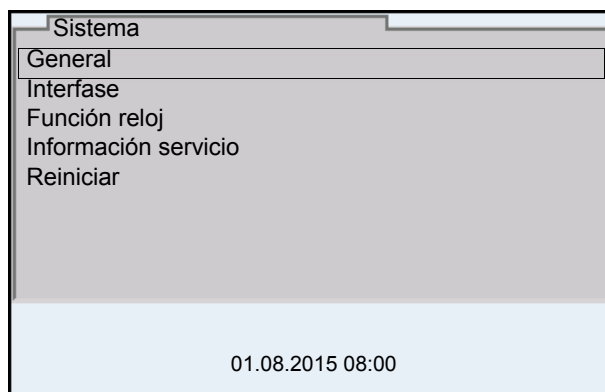 Sistema
General
Interfase
Función reloj
Información servicio
Reiniciar
01.08.2015 08:00